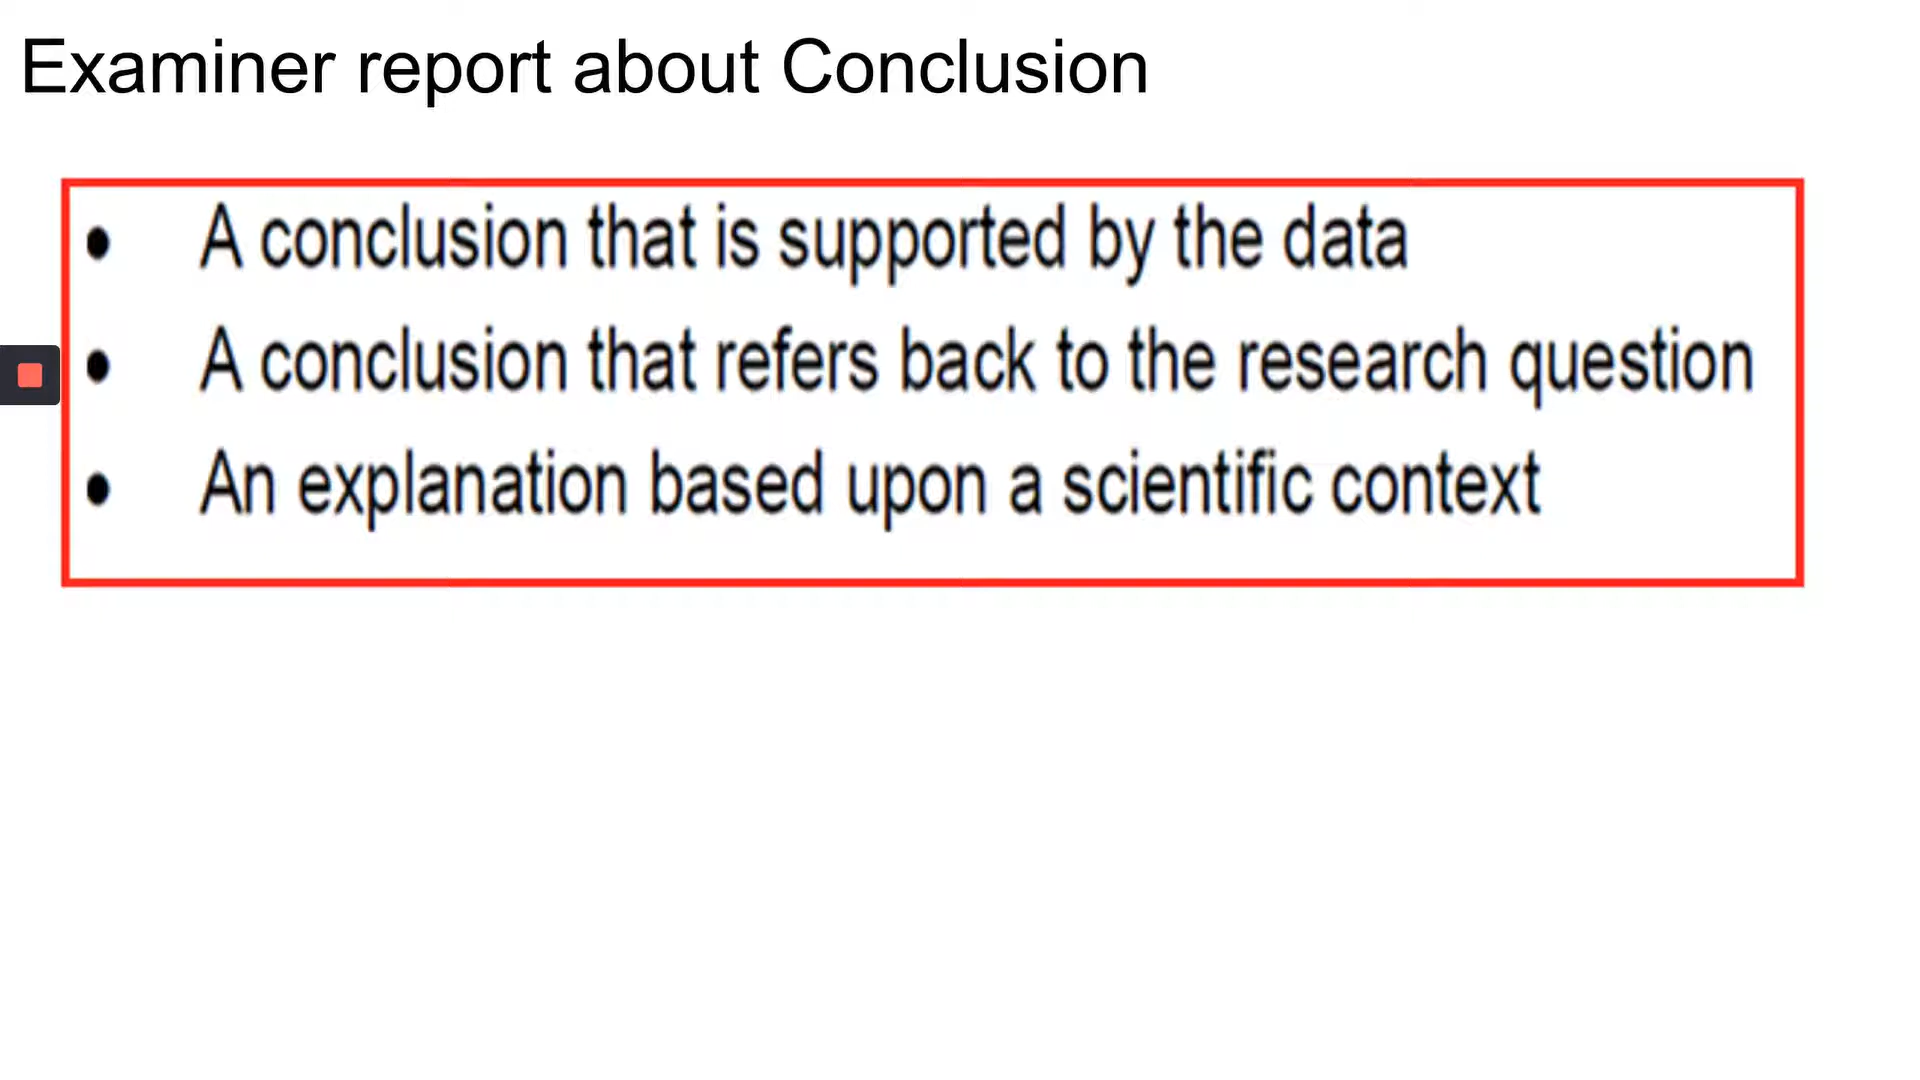 Examiner report about Conclusion
• A conclusion that is supported by the data
• A conclusion that refers back to the research question
• An explanation based upon a scientific context